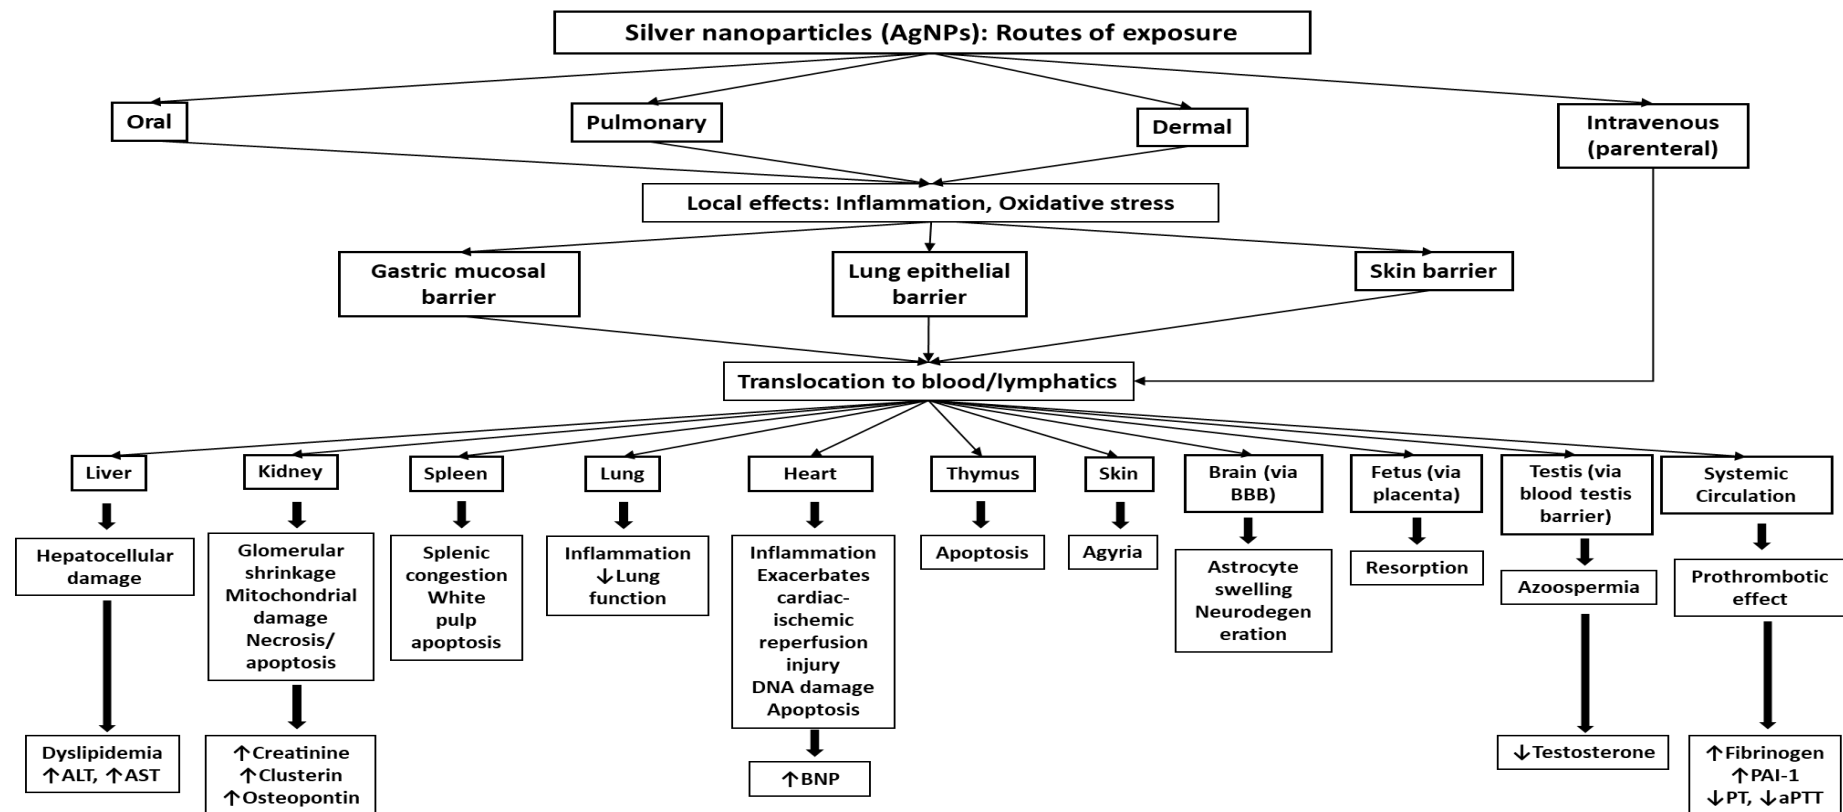 Silver nanoparticles (AgNPs): Routes of exposure
Oral
Pulmonary
Dermal
Intravenous
(parenteral)
Local effects: Inflammation, Oxidative stress
Gastric mucosal
barrier
Lung epithelial
barrier
Skin barrier
Translocation to blood/lymphatics
Liver
Kidney
Spleen
Lung
Heart
Thymus
Skin
Brain (via
BBB)
Fetus (via
placenta)
Testis (via
blood testis
barrier)
Systemic
Circulation
Hepatocellular
damage
Glomerular
shrinkage
Mitochondrial
damage
Necrosis/
apoptosis
Splenic
congestion
White
pulp
apoptosis
Inflammation
↓Lung
function
Inflammation
Exacerbates
cardiac-
ischemic
reperfusion
injury
DNA damage
Apoptosis
Apoptosis
Agyria
Astrocyte
swelling
Neurodegen
eration
Resorption
Azoospermia
Prothrombotic
effect
Dyslipidemia
↑ALT, ↑AST
↑Creatinine
↑Clusterin
↑Osteopontin
↑BNP
↓Testosterone
↑Fibrinogen
↑PAI-1
↓PT, ↓aPTT